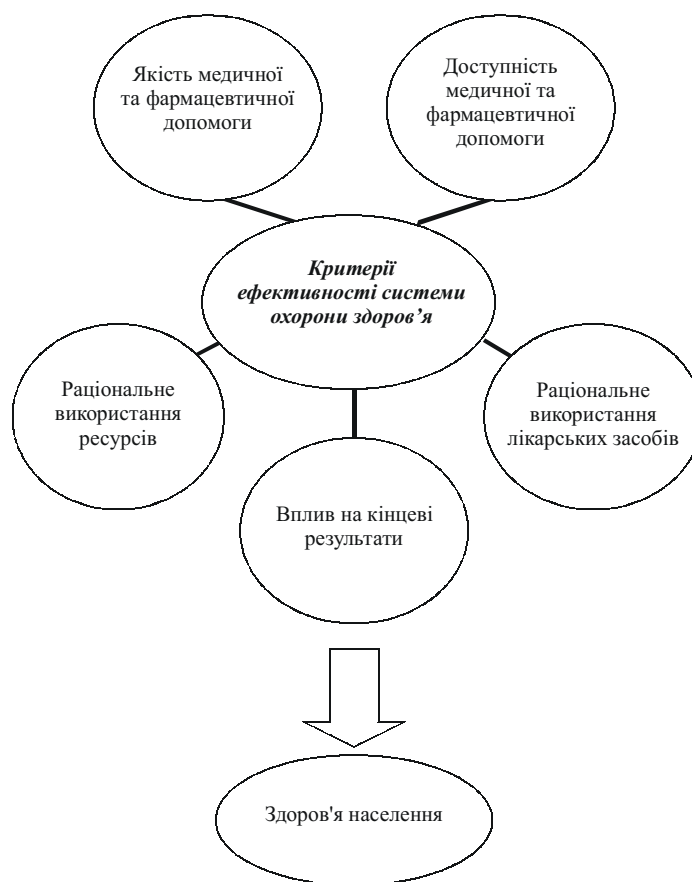 Якість медичної
та фармацевтичної
допомоги
Доступність
медичної та
фармацевтичної
допомоги
Критерії
ефективності системи
охорони здоров’я
Раціональне
використання
ресурсів
Раціональне
використання
лікарських засобів
Вплив на кінцеві
результати
Здоров'я населення